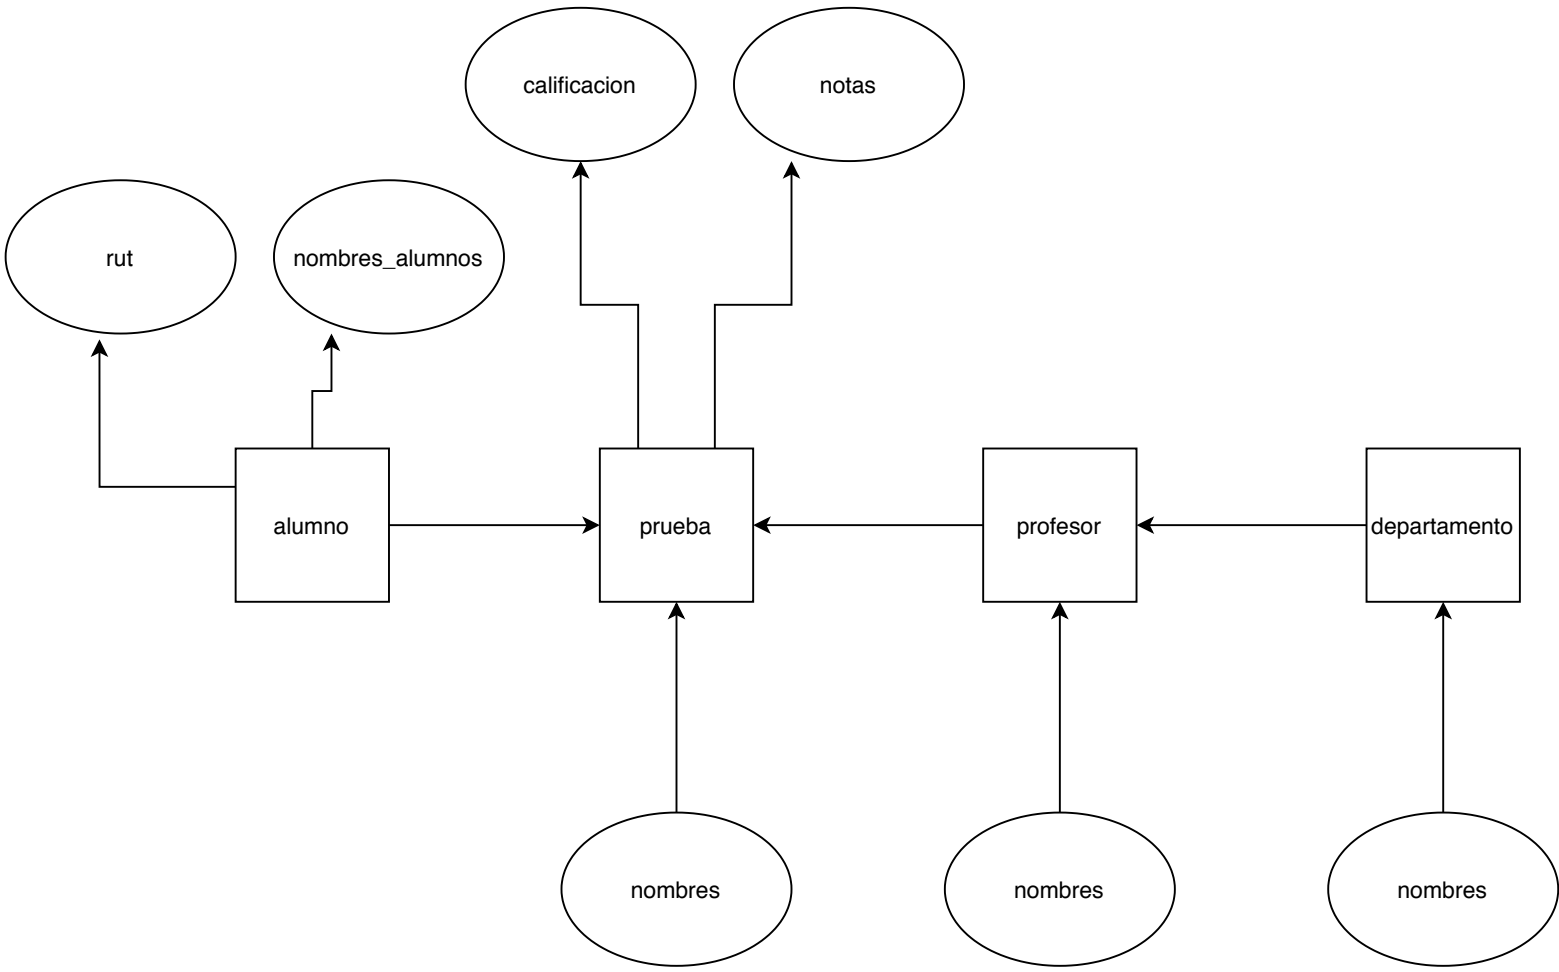 calificacion
notas
rut
nombres_alumnos
alumno
prueba
profesor
departamento
nombres
nombres
nombres